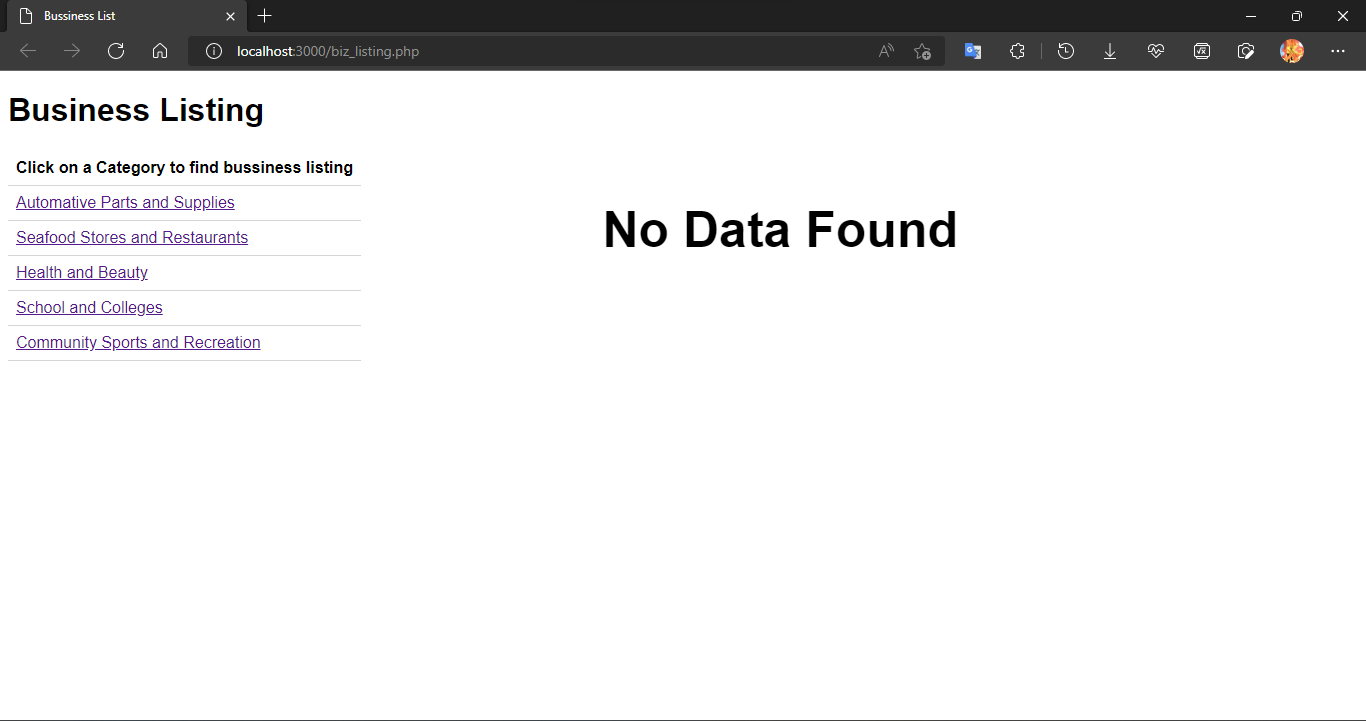 Bussiness List
localhost:3000/biz_listing.php
Business Listing
Click on a Category to find bussiness listing
Automative Parts and Supplies
Seafood Stores and Restaurants
Health and Beauty
School and Colleges
Community Sports and Recreation
No Data Found